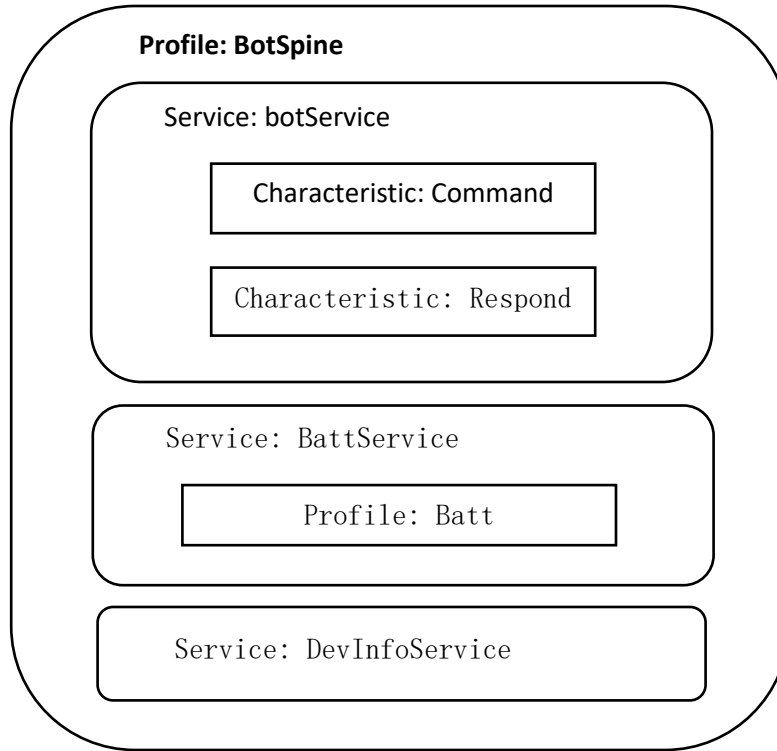 Profile: BotSpine
Service: botService
Characteristic: Command
Characteristic: Respond
Service: BattService
Profile: Batt
Service: DevInfoService